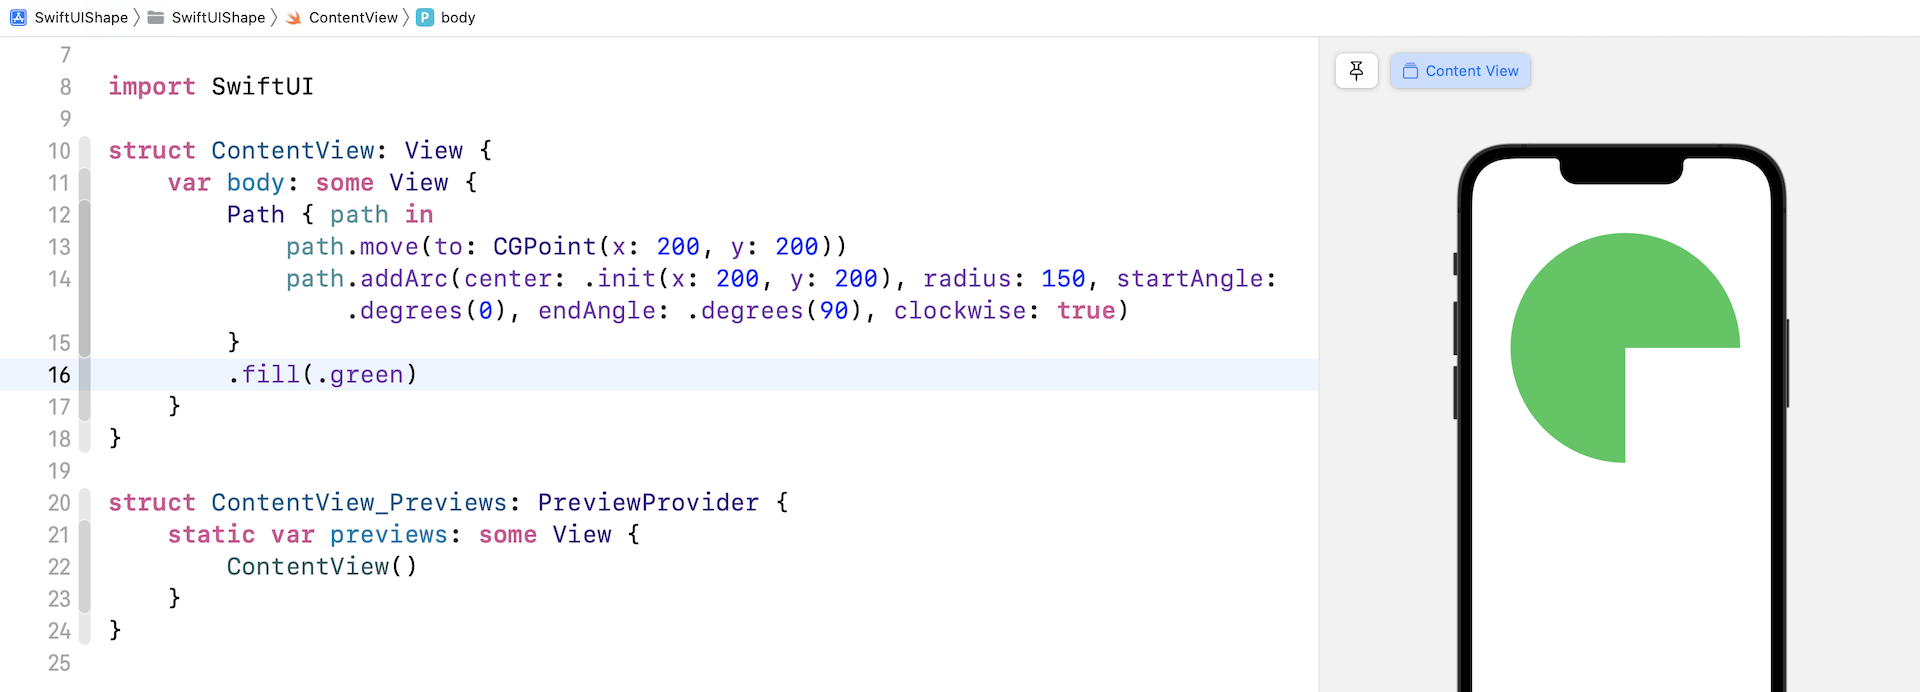 SwiftUIShape 〉 SwiftUIShape 〉 ContentView 〉 P body
7
8 import SwiftUI
9
10 struct ContentView: View {
11 var body: some View {
12 Path { path in
13 path.move(to: CGPoint(x: 200, y: 200))
14 path.addArc(center: .init(x: 200, y: 200), radius: 150, startAngle:
.degrees(0), endAngle: .degrees(90), clockwise: true)
15 }
16 .fill(.green)
17 }
18 }
19
20 struct ContentView_Previews: PreviewProvider {
21 static var previews: some View {
22 ContentView()
23 }
24 }
25
Content View